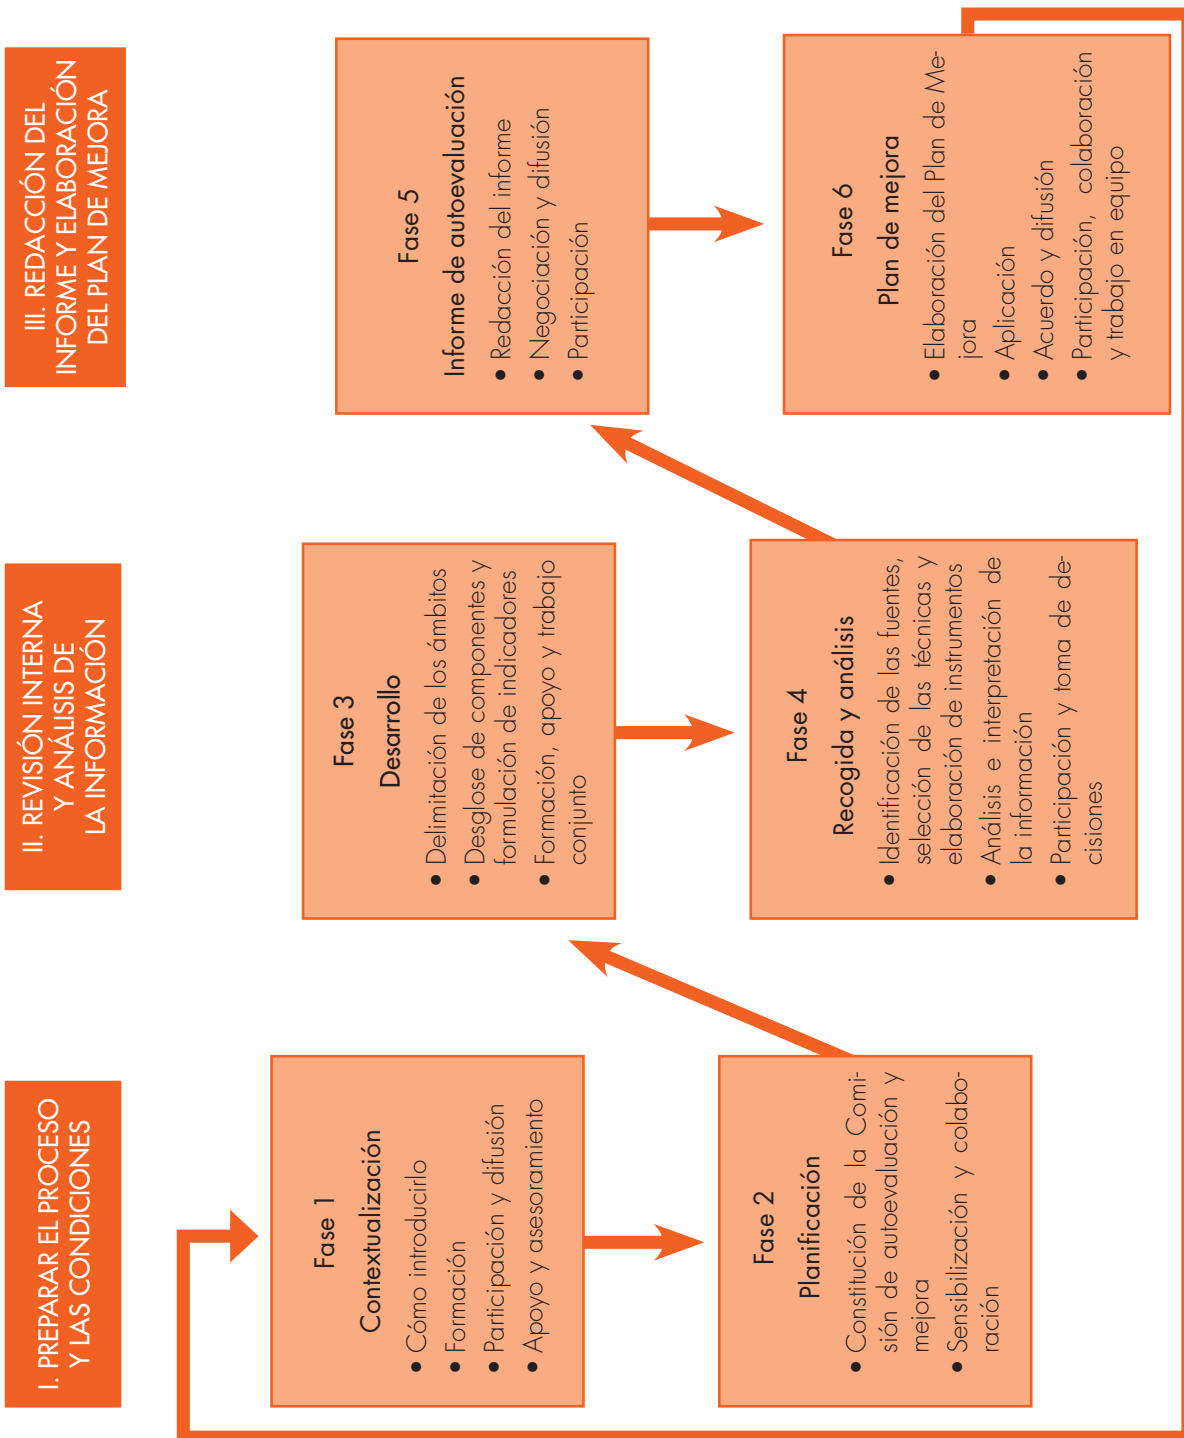 I. PREPARAR EL PROCESO
Y LAS CONDICIONES
Fase 1
Contextualización
• Cómo introducirlo
• Formación
• Participación y difusión
• Apoyo y asesoramiento
Fase 2
Planificación
• Constitución de la Comi-
sión de autoevaluación y
mejora
• Sensibilización y colabo-
ración
II. REVISIÓN INTERNA
Y ANÁLISIS DE
LA INFORMACIÓN
Fase 3
Desarrollo
• Delimitación de los ámbitos
• Desglose de componentes y
formulación de indicadores
• Formación, apoyo y trabajo
conjunto
Fase 4
Recogida y análisis
• Identificación de las fuentes,
selección de las técnicas y
elaboración de instrumentos
• Análisis e interpretación de
la información
• Participación y toma de de-
cisiones
III. REDACCIÓN DEL
INFORME Y ELABORACIÓN
DEL PLAN DE MEJORA
Fase 5
Informe de autoevaluación
• Redacción del informe
• Negociación y difusión
• Participación
Fase 6
Plan de mejora
• Elaboración del Plan de Me-
jora
• Aplicación
• Acuerdo y difusión
• Participación, colaboración
y trabajo en equipo